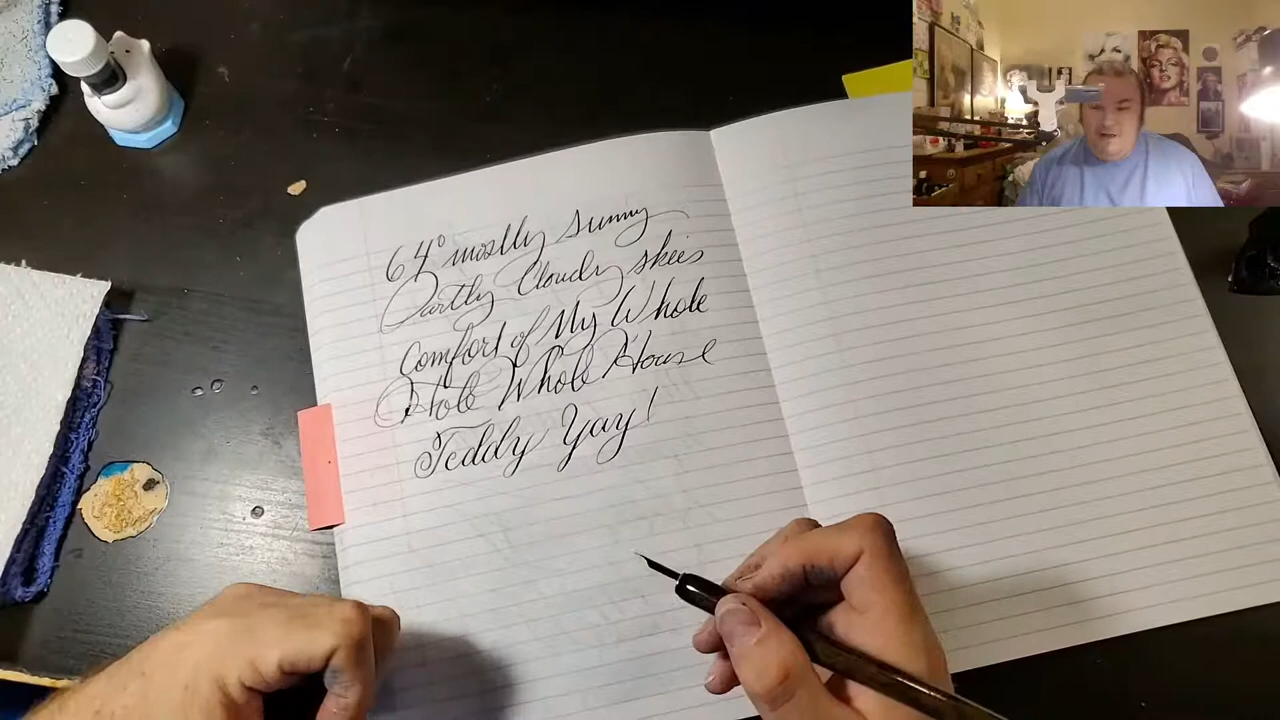 64° mostly sunny
Partly Cloudy skies
comfort of My Whole
Hole Whole House
Teddy Yay!